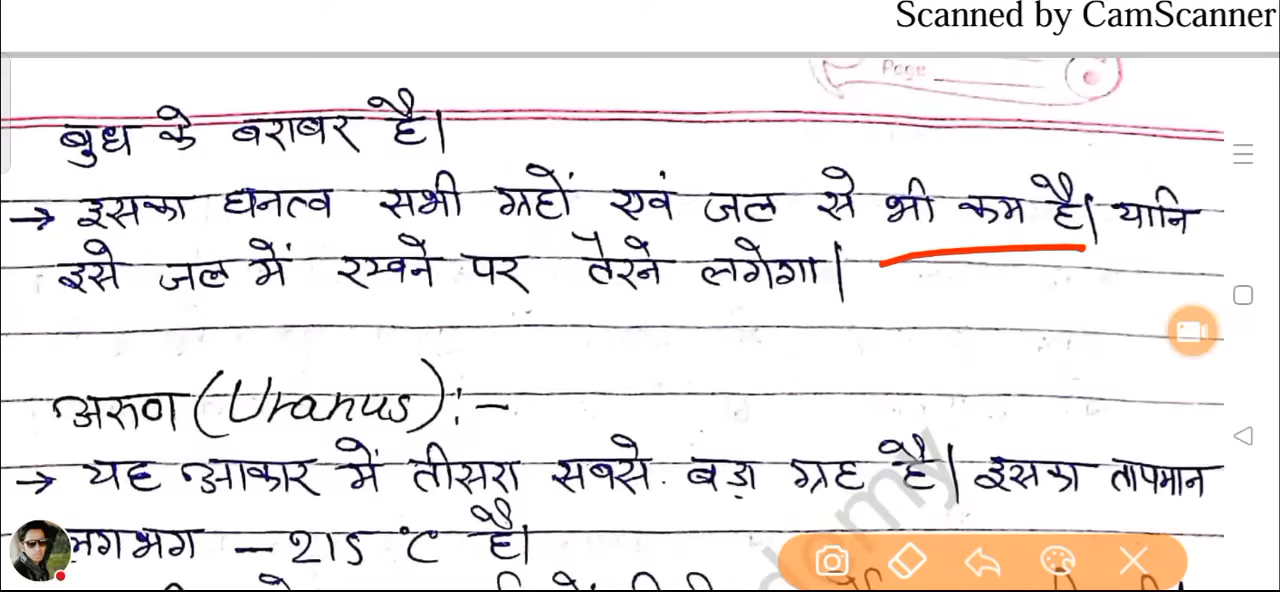 Scanned by CamScanner
Page
बुध के बराबर है।
→ इसका घनत्व सभी ग्रहों एवं जल से भी कम है। यानि
इसे जल में रखने पर तैरने लगेगा।
अरुण (Uranus) : -
→ यह आकार में तीसरा सबसे बड़ा ग्रह है। इसका तापमान
लगभग - 215 °C है।